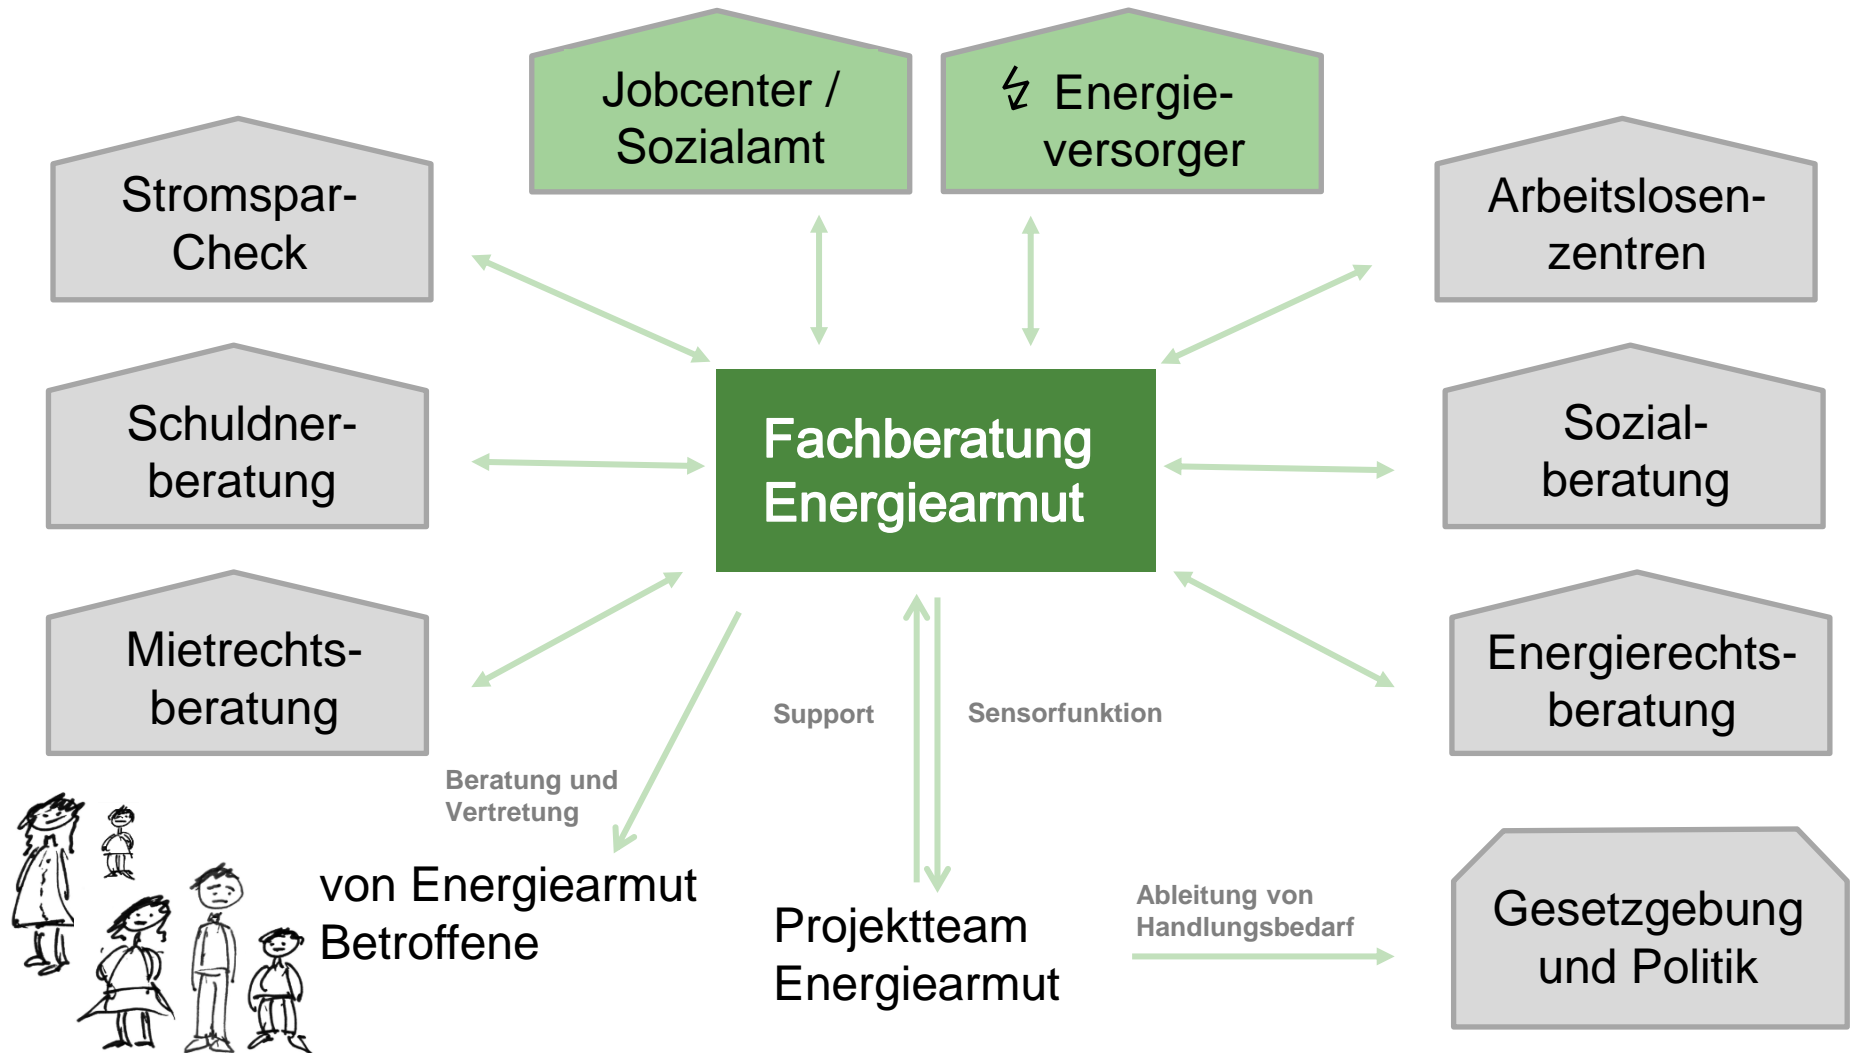 Jobcenter /
Sozialamt
Energie-
versorger
Stromspar-
Check
Arbeitslosen-
zentren
Schuldner-
beratung
Fachberatung
Energiearmut
Sozial-
beratung
Mietrechts-
beratung
Energierechts-
beratung
Support
Sensorfunktion
Beratung und
Vertretung
von Energiearmut
Betroffene
Projektteam
Energiearmut
Ableitung von
Handlungsbedarf
Gesetzgebung
und Politik